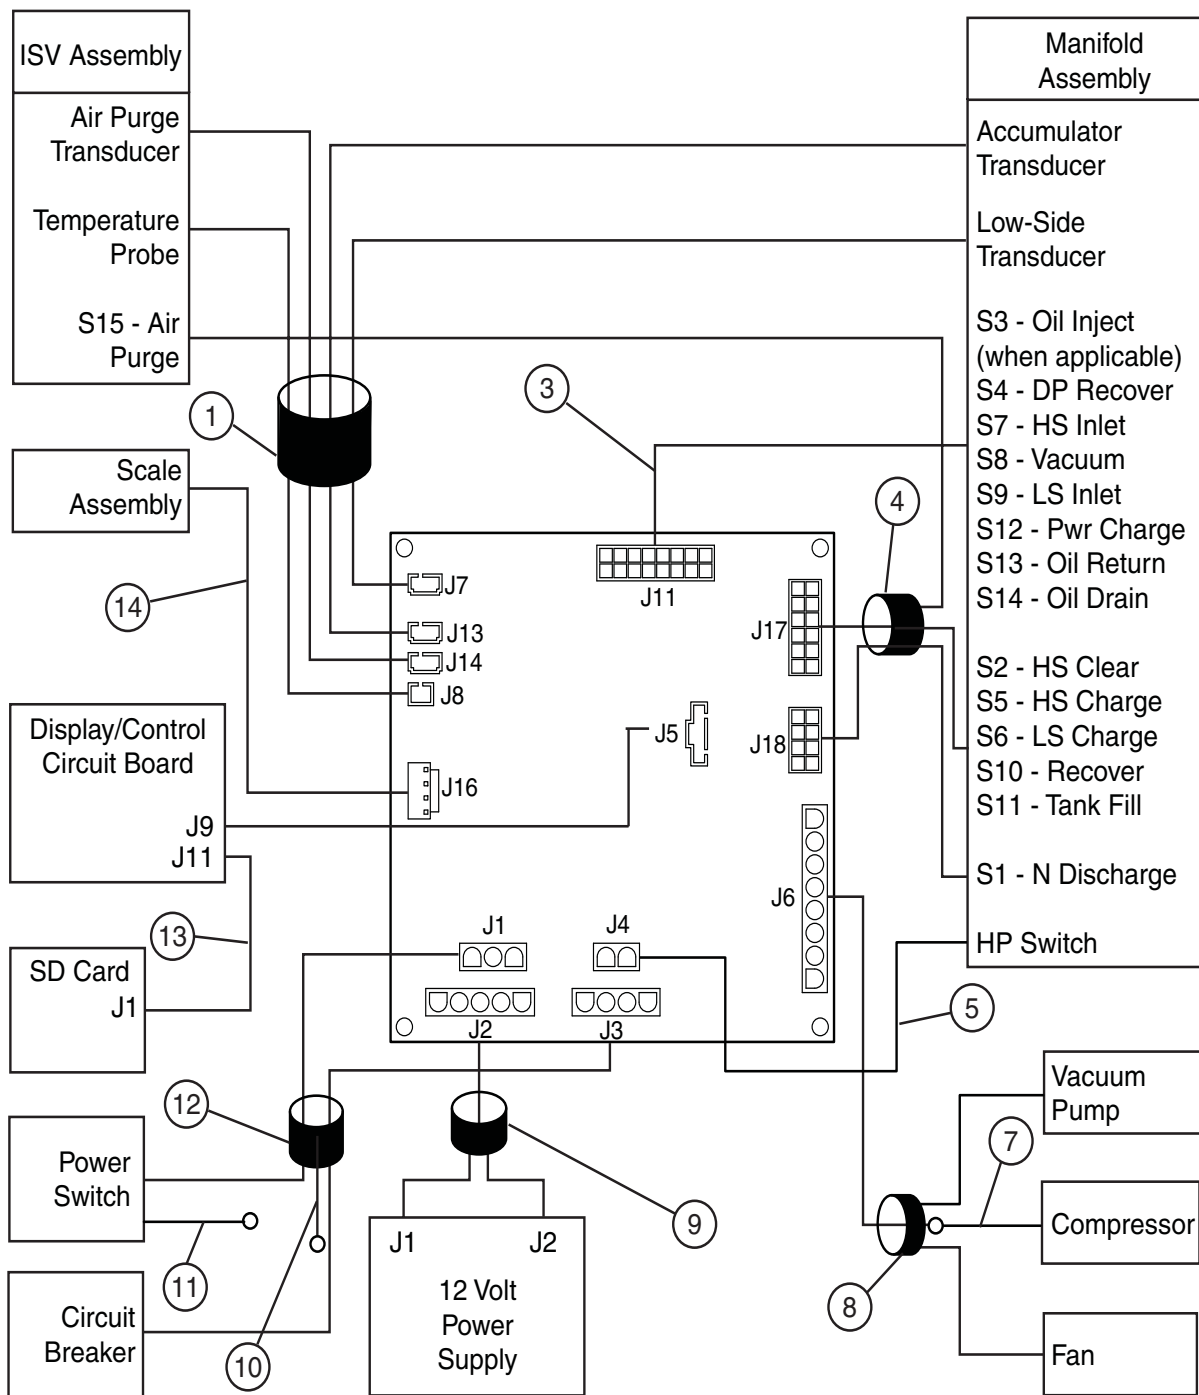 ISV Assembly
Air Purge
Transducer
Temperature
Probe
S15 - Air
Purge
Manifold
Assembly
Accumulator
Transducer
Low-Side
Transducer
S3 - Oil Inject
(when applicable)
S4 - DP Recover
S7 - HS Inlet
S8 - Vacuum
S9 - LS Inlet
S12 - Pwr Charge
S13 - Oil Return
S14 - Oil Drain
S2 - HS Clear
S5 - HS Charge
S6 - LS Charge
S10 - Recover
S11 - Tank Fill
S1 - N Discharge
HP Switch
1
3
4
Scale
Assembly
14
J7
J13
J14
J8
J11
J17
J5
J18
J16
J6
J1
J4
J2
J3
Display/Control
Circuit Board
J9
J11
13
SD Card
J1
5
12
Power
Switch
11
10
Circuit
Breaker
9
J1
J2
12 Volt
Power
Supply
Vacuum
Pump
7
Compressor
8
Fan